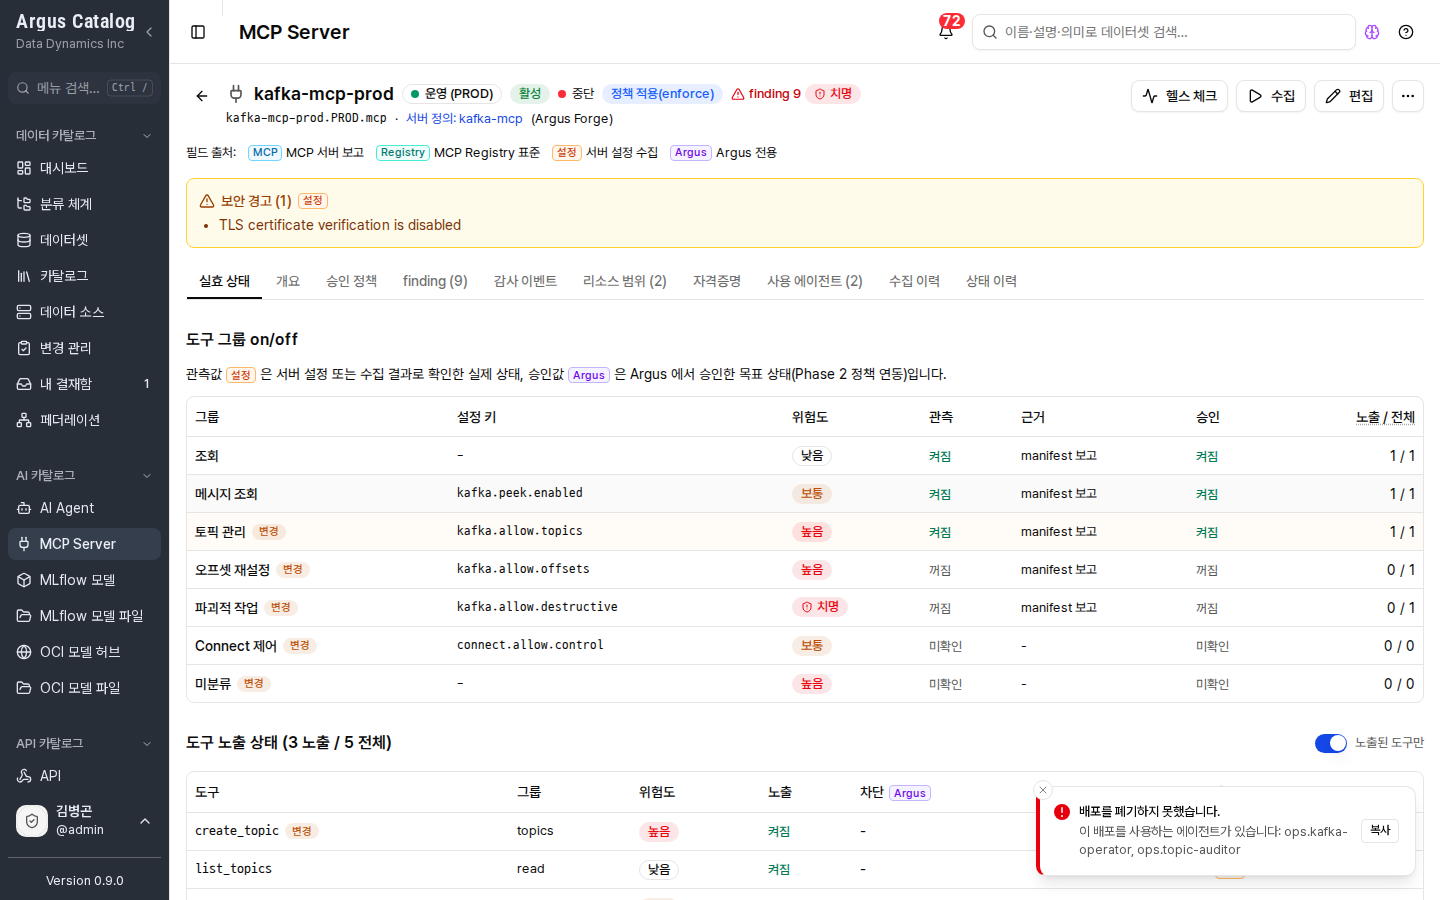 Argus Catalog
Data Dynamics Inc
메뉴 검색... Ctrl /
데이터 카탈로그
대시보드
분류 체계
데이터셋
카탈로그
데이터 소스
변경 관리
내 결재함 1
페더레이션
AI 카탈로그
AI Agent
MCP Server
MLflow 모델
MLflow 모델 파일
OCI 모델 허브
OCI 모델 파일
API 카탈로그
API
김병곤
@admin
Version 0.9.0
MCP Server
72
이름·설명·의미로 데이터셋 검색...
kafka-mcp-prod 운영 (PROD) 활성 중단 정책 적용(enforce) finding 9 치명
헬스 체크 수집 편집
kafka-mcp-prod.PROD.mcp · 서버 정의: kafka-mcp (Argus Forge)
필드 출처: MCP MCP 서버 보고 Registry MCP Registry 표준 설정 서버 설정 수집 Argus Argus 전용
보안 경고 (1) 설정
• TLS certificate verification is disabled
실효 상태 개요 승인 정책 finding (9) 감사 이벤트 리소스 범위 (2) 자격증명 사용 에이전트 (2) 수집 이력 상태 이력
도구 그룹 on/off
관측값 설정 은 서버 설정 또는 수집 결과로 확인한 실제 상태, 승인값 Argus 은 Argus 에서 승인한 목표 상태(Phase 2 정책 연동)입니다.
그룹 설정 키 위험도 관측 근거 승인 노출 / 전체
조회 – 낮음 켜짐 manifest 보고 켜짐 1 / 1
메시지 조회 kafka.peek.enabled 보통 켜짐 manifest 보고 켜짐 1 / 1
토픽 관리 변경 kafka.allow.topics 높음 켜짐 manifest 보고 켜짐 1 / 1
오프셋 재설정 변경 kafka.allow.offsets 높음 꺼짐 manifest 보고 꺼짐 0 / 1
파괴적 작업 변경 kafka.allow.destructive 치명 꺼짐 manifest 보고 꺼짐 0 / 1
Connect 제어 변경 connect.allow.control 보통 미확인 - 미확인 0 / 0
미분류 변경 – 높음 미확인 - 미확인 0 / 0
도구 노출 상태 (3 노출 / 5 전체) 노출된 도구만
도구 그룹 위험도 노출 차단 Argus
create_topic 변경 topics 높음 켜짐 -
list_topics read 낮음 켜짐 -
배포를 폐기하지 못했습니다.
이 배포를 사용하는 에이전트가 있습니다: ops.kafka-
operator, ops.topic-auditor
복사